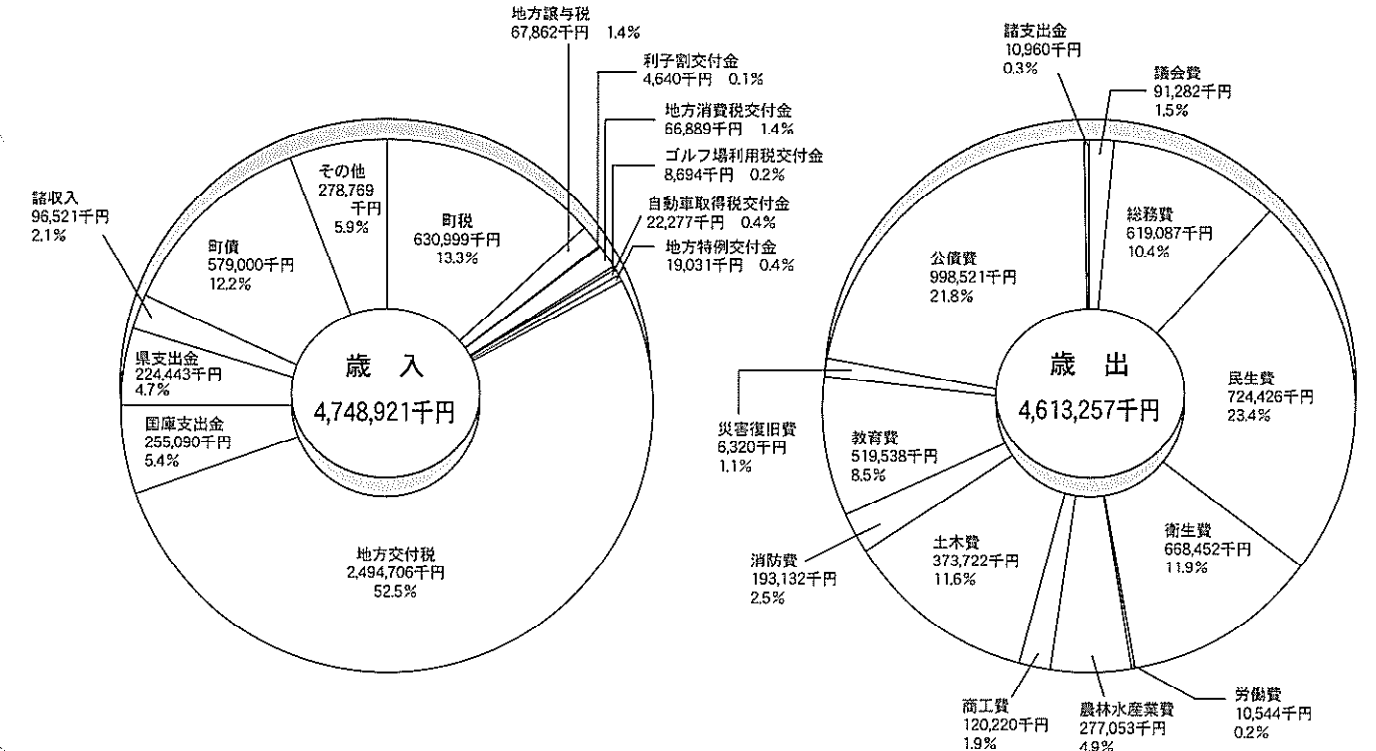 地方譲与税
67,862千円 1.4%
利子割交付金
4,640千円 0.1%
地方消費税交付金
66,889千円 1.4%
ゴルフ場利用税交付金
8,694千円 0.2%
自動車取得税交付金
22,277千円 0.4%
地方特例交付金
19,031千円 0.4%
町税
630,999千円
13.3%
その他
278,769
千円
5.9%
町債
579,000千円
12.2%
諸収入
96,521千円
2.1%
県支出金
224,443千円
4.7%
国庫支出金
255,090千円
5.4%
地方交付税
2,494,706千円
52.5%
歳 入
4,748,921千円
諸支出金
10,960千円
0.3%
議会費
91,282千円
1.5%
総務費
619,087千円
10.4%
民生費
724,426千円
23.4%
衛生費
668,452千円
11.9%
労働費
10,544千円
0.2%
農林水産業費
277,053千円
4.9%
商工費
120,220千円
1.9%
土木費
373,722千円
11.6%
消防費
193,132千円
2.5%
教育費
519,538千円
8.5%
災害復旧費
6,320千円
1.1%
公債費
998,521千円
21.8%
歳 出
4,613,257千円